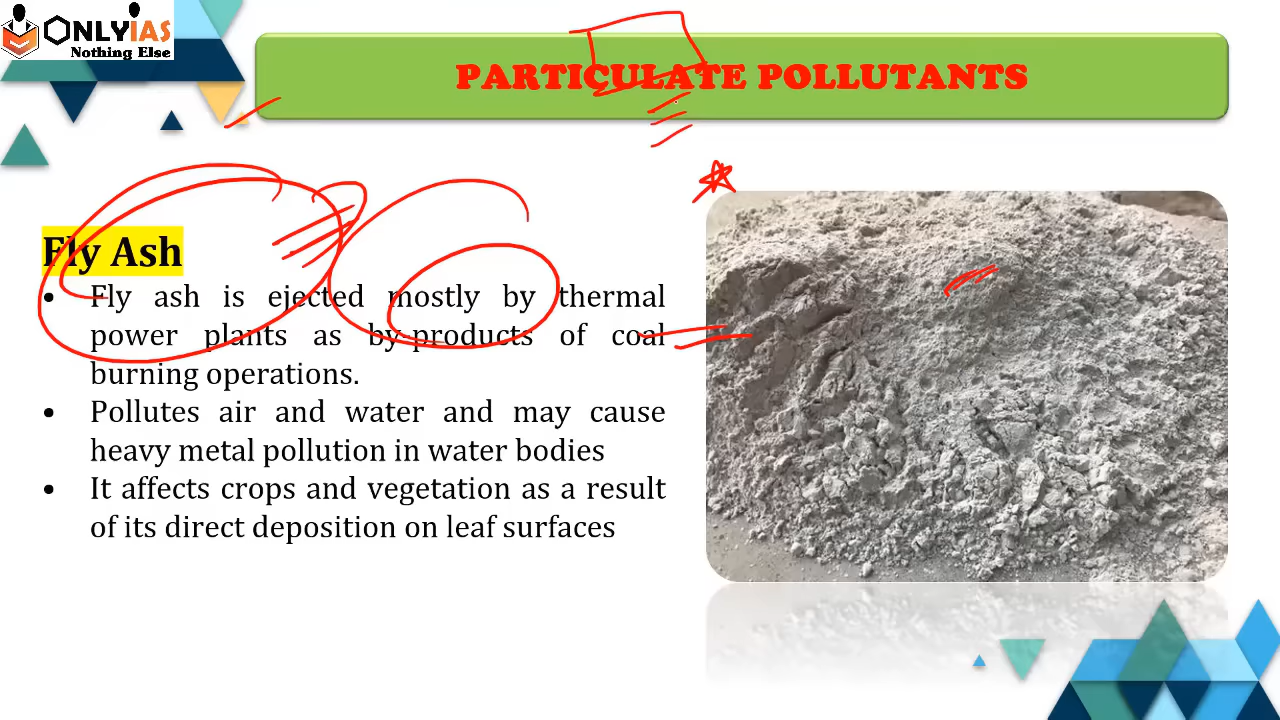 ONLYIAS
Nothing Else
PARTICULATE POLLUTANTS
Fly Ash
• Fly ash is ejected mostly by thermal
power plants as by-products of coal
burning operations.
• Pollutes air and water and may cause
heavy metal pollution in water bodies
• It affects crops and vegetation as a result
of its direct deposition on leaf surfaces